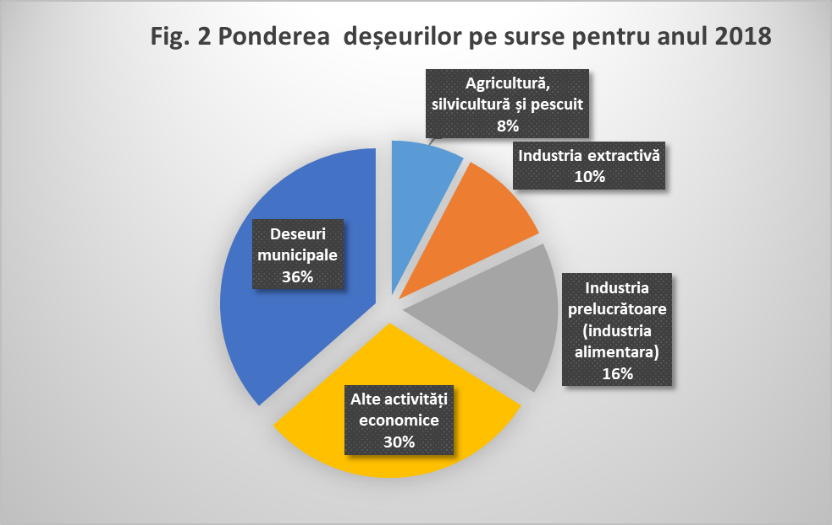 Fig. 2 Ponderea  deșeurilor pe surse pentru anul 2018
Agricultură,
silvicultură și pescuit
8%
Industria extractivă
10%
Industria
prelucrătoare
(industria
alimentara)
16%
Alte activități
economice
30%
Deseuri
municipale
36%